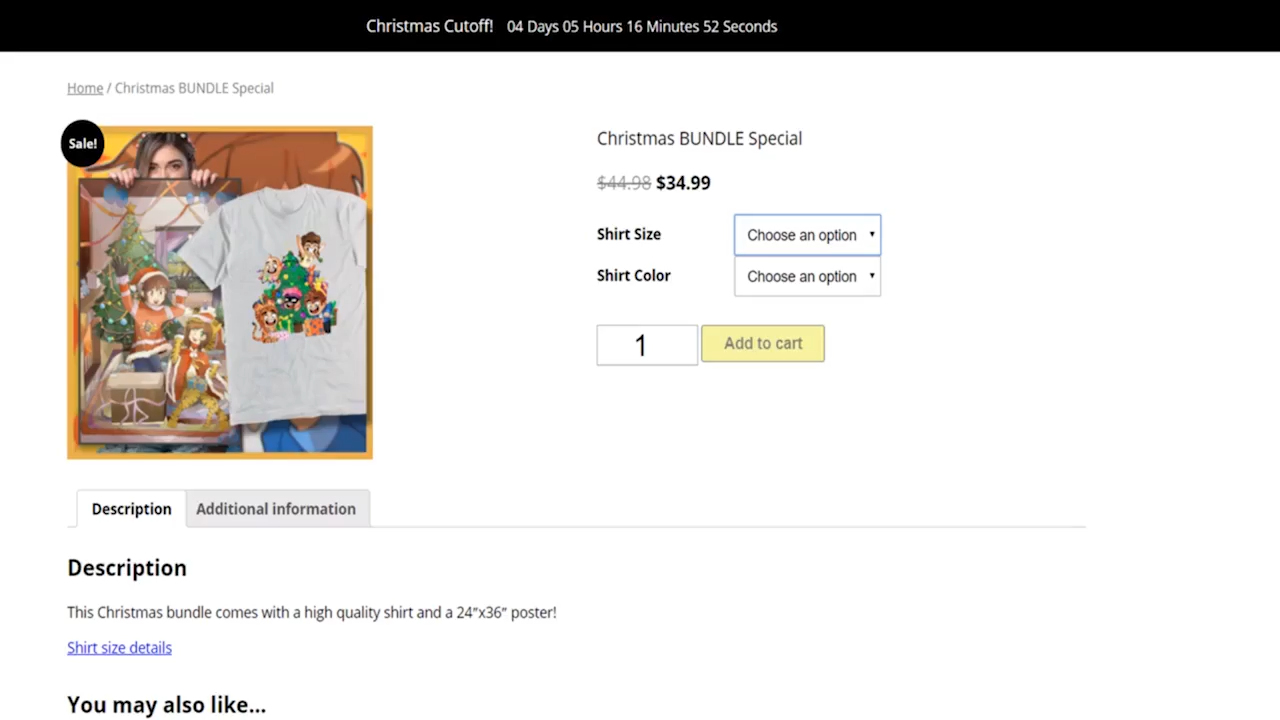 Christmas Cutoff! 04 Days 05 Hours 16 Minutes 52 Seconds
Home / Christmas BUNDLE Special
Sale!
Christmas BUNDLE Special
$44.98 $34.99
Shirt Size Choose an option
Shirt Color Choose an option
1 Add to cart
Description Additional information
Description
This Christmas bundle comes with a high quality shirt and a 24"x36" poster!
Shirt size details
You may also like...